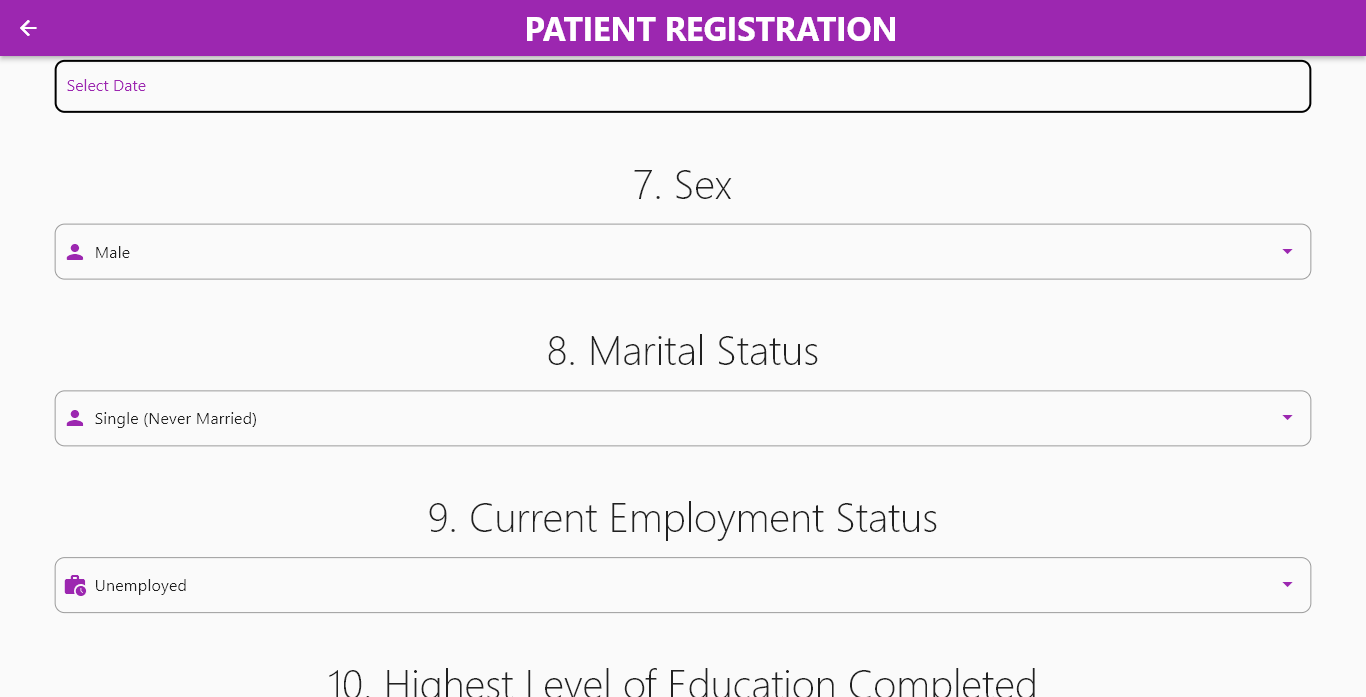 PATIENT REGISTRATION
Select Date
7. Sex
Male
8. Marital Status
Single (Never Married)
9. Current Employment Status
Unemployed
10. Highest Level of Education Completed